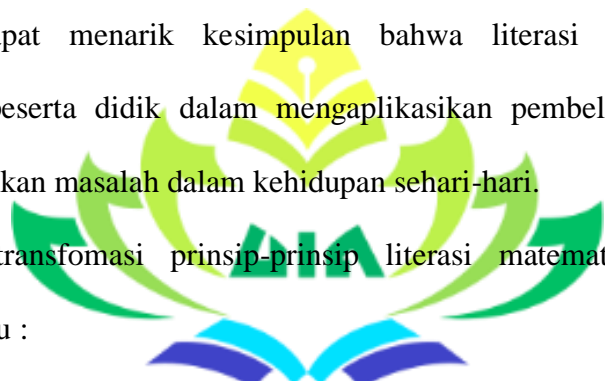 pat menarik kesimpulan bahwa literasi
peserta didik dalam mengaplikasikan pembel
kan masalah dalam kehidupan sehari-hari.
transfomasi prinsip-prinsip literasi matemat
u :